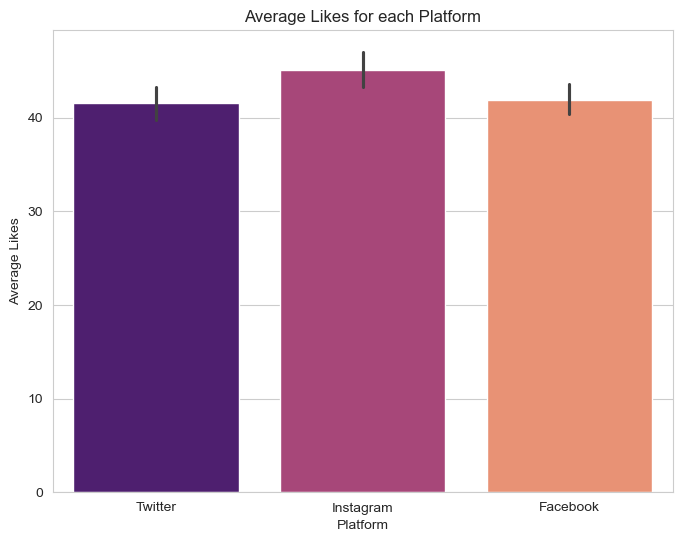 Average Likes for each Platform
Average Likes
40
30
20
10
0
Twitter
Instagram
Facebook
Platform